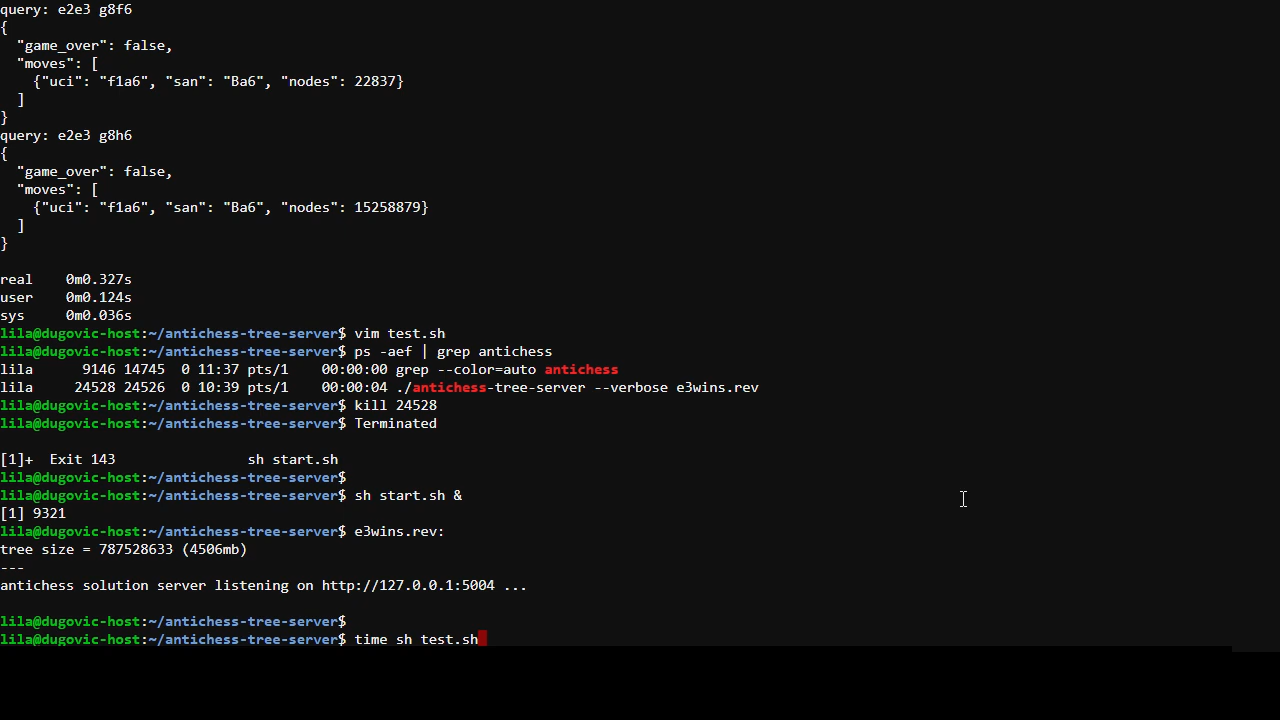 query: e2e3 g8f6
{
  "game_over": false,
  "moves": [
    {"uci": "f1a6", "san": "Ba6", "nodes": 22837}
  ]
}
query: e2e3 g8h6
{
  "game_over": false,
  "moves": [
    {"uci": "f1a6", "san": "Ba6", "nodes": 15258879}
  ]
}
real    0m0.327s
user    0m0.124s
sys     0m0.036s
lila@dugovic-host:~/antichess-tree-server$ vim test.sh
lila@dugovic-host:~/antichess-tree-server$ ps -aef | grep antichess
lila      9146 14745  0 11:37 pts/1    00:00:00 grep --color=auto antichess
lila     24528 24526  0 10:39 pts/1    00:00:04 ./antichess-tree-server --verbose e3wins.rev
lila@dugovic-host:~/antichess-tree-server$ kill 24528
lila@dugovic-host:~/antichess-tree-server$ Terminated
[1]+  Exit 143                sh start.sh
lila@dugovic-host:~/antichess-tree-server$
lila@dugovic-host:~/antichess-tree-server$ sh start.sh &
[1] 9321
lila@dugovic-host:~/antichess-tree-server$ e3wins.rev:
tree size = 787528633 (4506mb)
---
antichess solution server listening on http://127.0.0.1:5004 ...
lila@dugovic-host:~/antichess-tree-server$
lila@dugovic-host:~/antichess-tree-server$ time sh test.sh